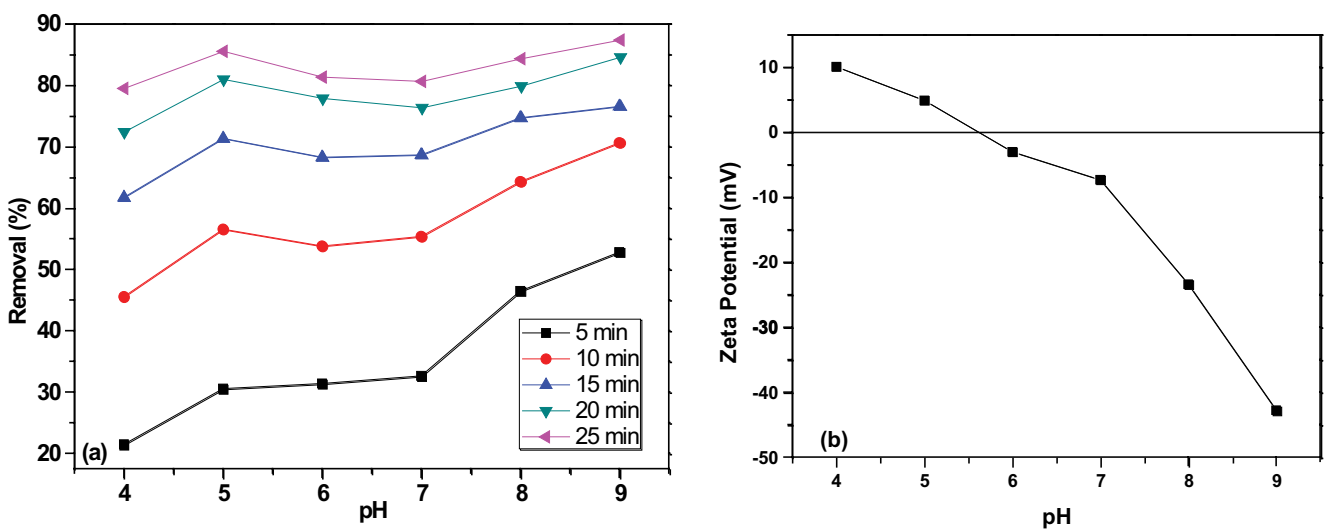 90
80
70
60
50
40
30
20
Removal (%)
5 min
10 min
15 min
20 min
25 min
(a)
4 5 6 7 8 9
pH
10
0
-10
-20
-30
-40
-50
Zeta Potential (mV)
(b)
4 5 6 7 8 9
pH